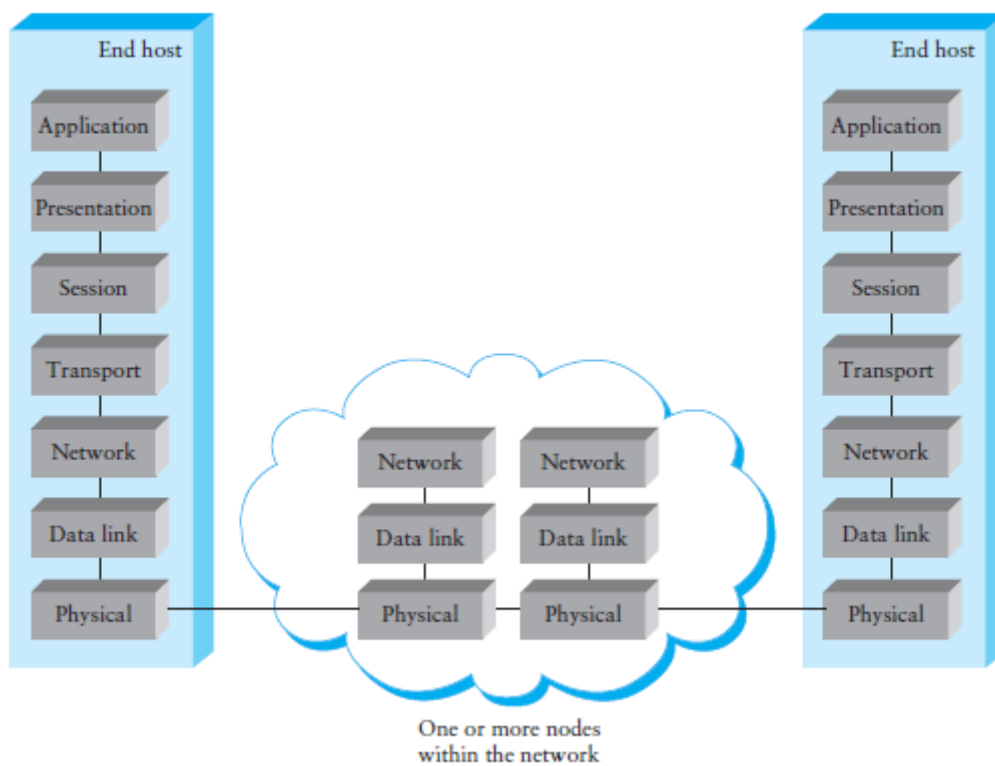 End host
Application
Presentation
Session
Transport
Network
Data link
Physical
Network
Data link
Physical
Network
Data link
Physical
One or more nodes
within the network
End host
Application
Presentation
Session
Transport
Network
Data link
Physical